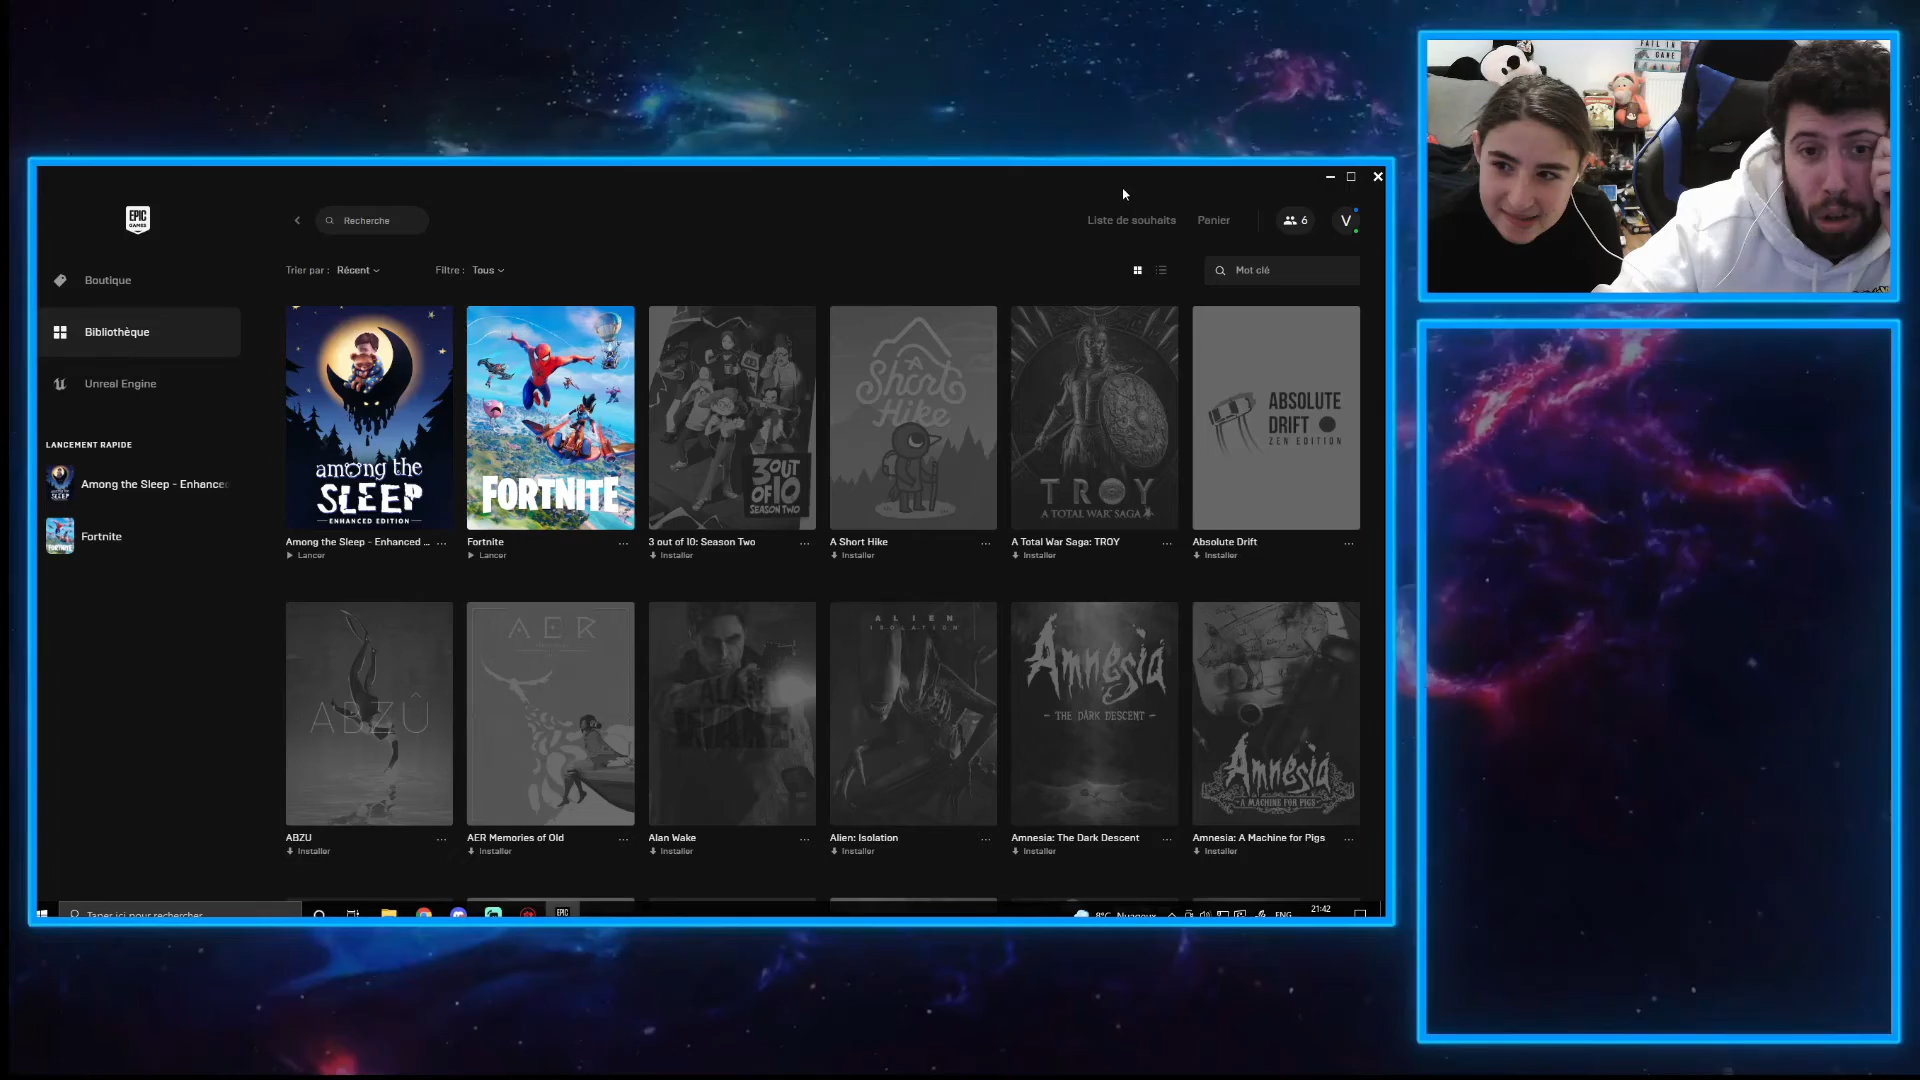 FAIL IN
GAME
EPIC
GAMES
Recherche
Liste de souhaits
Panier
6
V
Boutique
Bibliothèque
Unreal Engine
LANCEMENT RAPIDE
Among the Sleep - Enhanced
Fortnite
Trier par : Récent
Filtre : Tous
Mot clé
among the
SLEEP
ENHANCED EDITION
FORTNITE
3 OUT
OF 10
SEASON TWO
A
Short
Hike
TROY
A TOTAL WAR SAGA
ABSOLUTE
DRIFT
ZEN EDITION
Among the Sleep - Enhanced ...
Lancer
Fortnite
Lancer
3 out of 10: Season Two
Installer
A Short Hike
Installer
A Total War Saga: TROY
Installer
Absolute Drift
Installer
ABZÛ
AER
ALIEN
ISOLATION
Amnesia
- THE DARK DESCENT -
Amnesia
- A MACHINE FOR PIGS -
ABZU
Installer
AER Memories of Old
Installer
Alan Wake
Installer
Alien: Isolation
Installer
Amnesia: The Dark Descent
Installer
Amnesia: A Machine for Pigs
Installer
Taper ici pour rechercher
EPIC
8°C Nuageux
ENG
21:42